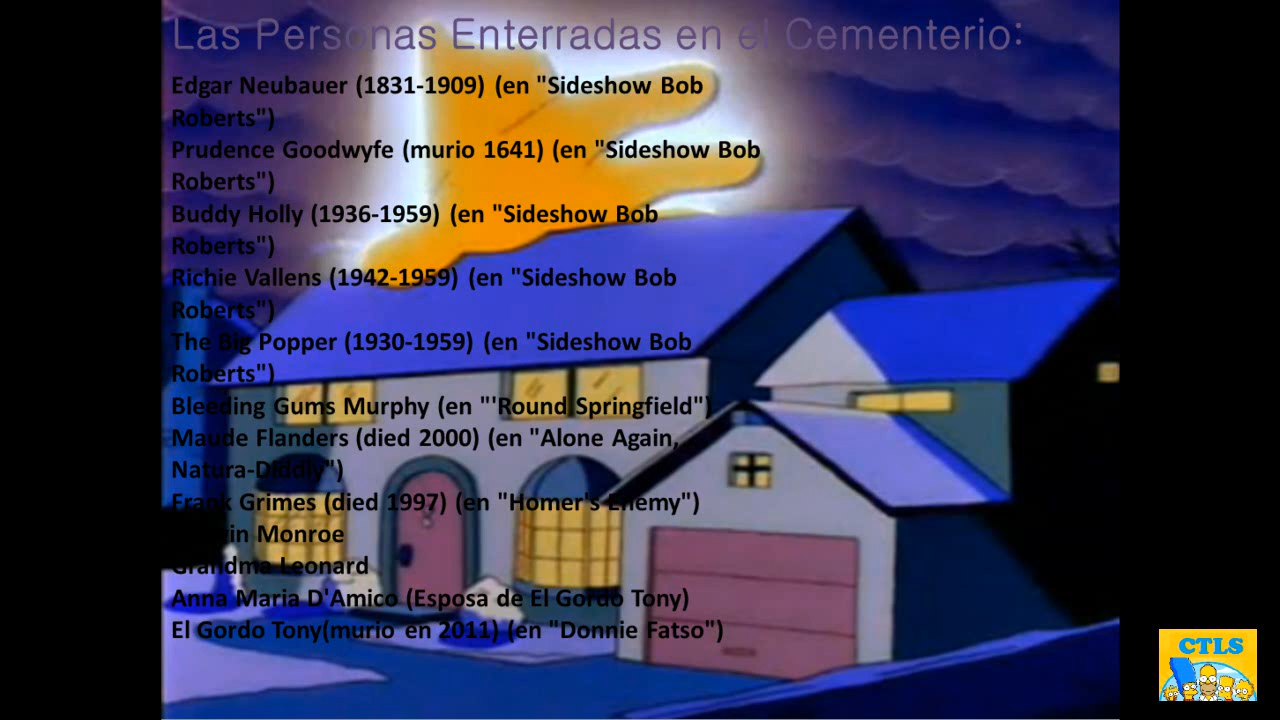 Las Personas Enterradas en el Cementerio:
Edgar Neubauer (1831-1909) (en "Sideshow Bob
Roberts")
Prudence Goodwyfe (murio 1641) (en "Sideshow Bob
Roberts")
Buddy Holly (1936-1959) (en "Sideshow Bob
Roberts")
Richie Vallens (1942-1959) (en "Sideshow Bob
Roberts")
The Big Popper (1930-1959) (en "Sideshow Bob
Roberts")
Bleeding Gums Murphy (en "'Round Springfield")
Maude Flanders (died 2000) (en "Alone Again,
Natura-Diddly")
Frank Grimes (died 1997) (en "Homer's Enemy")
Monroe
Grandma Leonard
Anna Maria D'Amico (Esposa de El Gordo Tony)
El Gordo Tony(murio en 2011) (en "Donnie Fatso")
CTLS